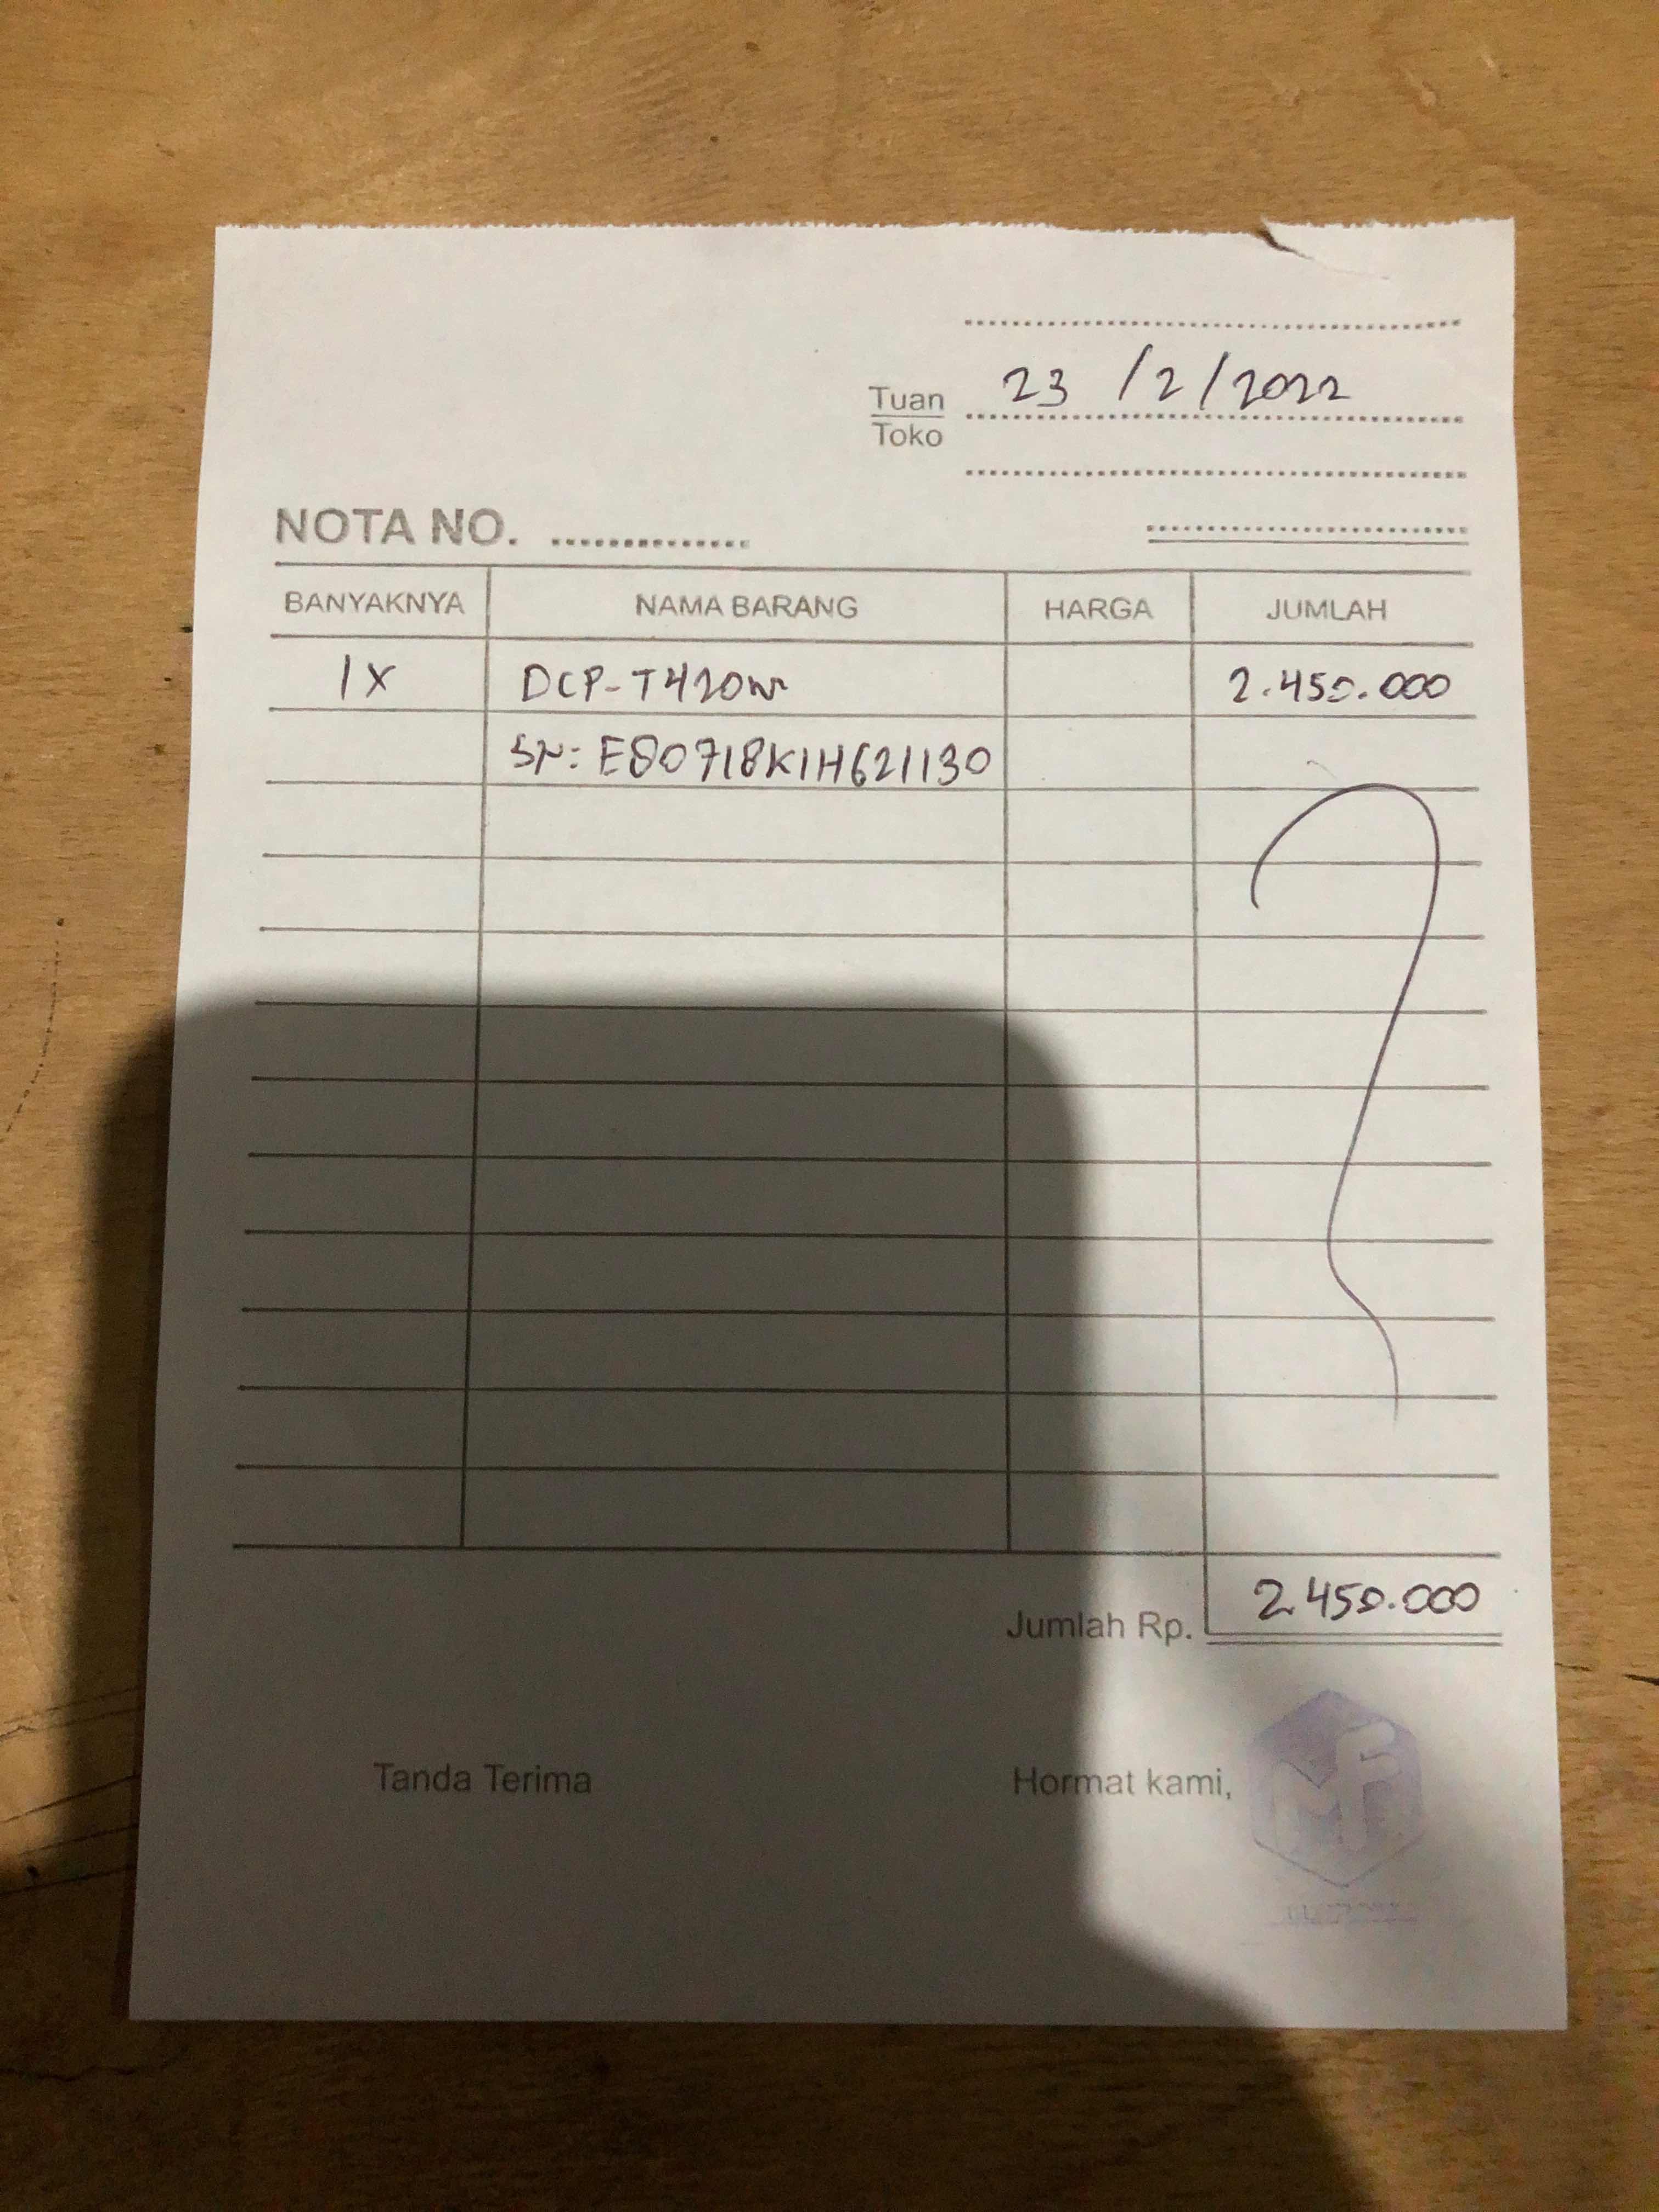 23 /2/2022
Tuan
Toko
NOTA NO. ..............
BANYAKNYA NAMA BARANG HARGA JUMLAH
1X DCP-T420W 2.450.000
SN: E80718K1H621130
Jumlah Rp. 2.450.000
Tanda Terima Hormat kami,
MF